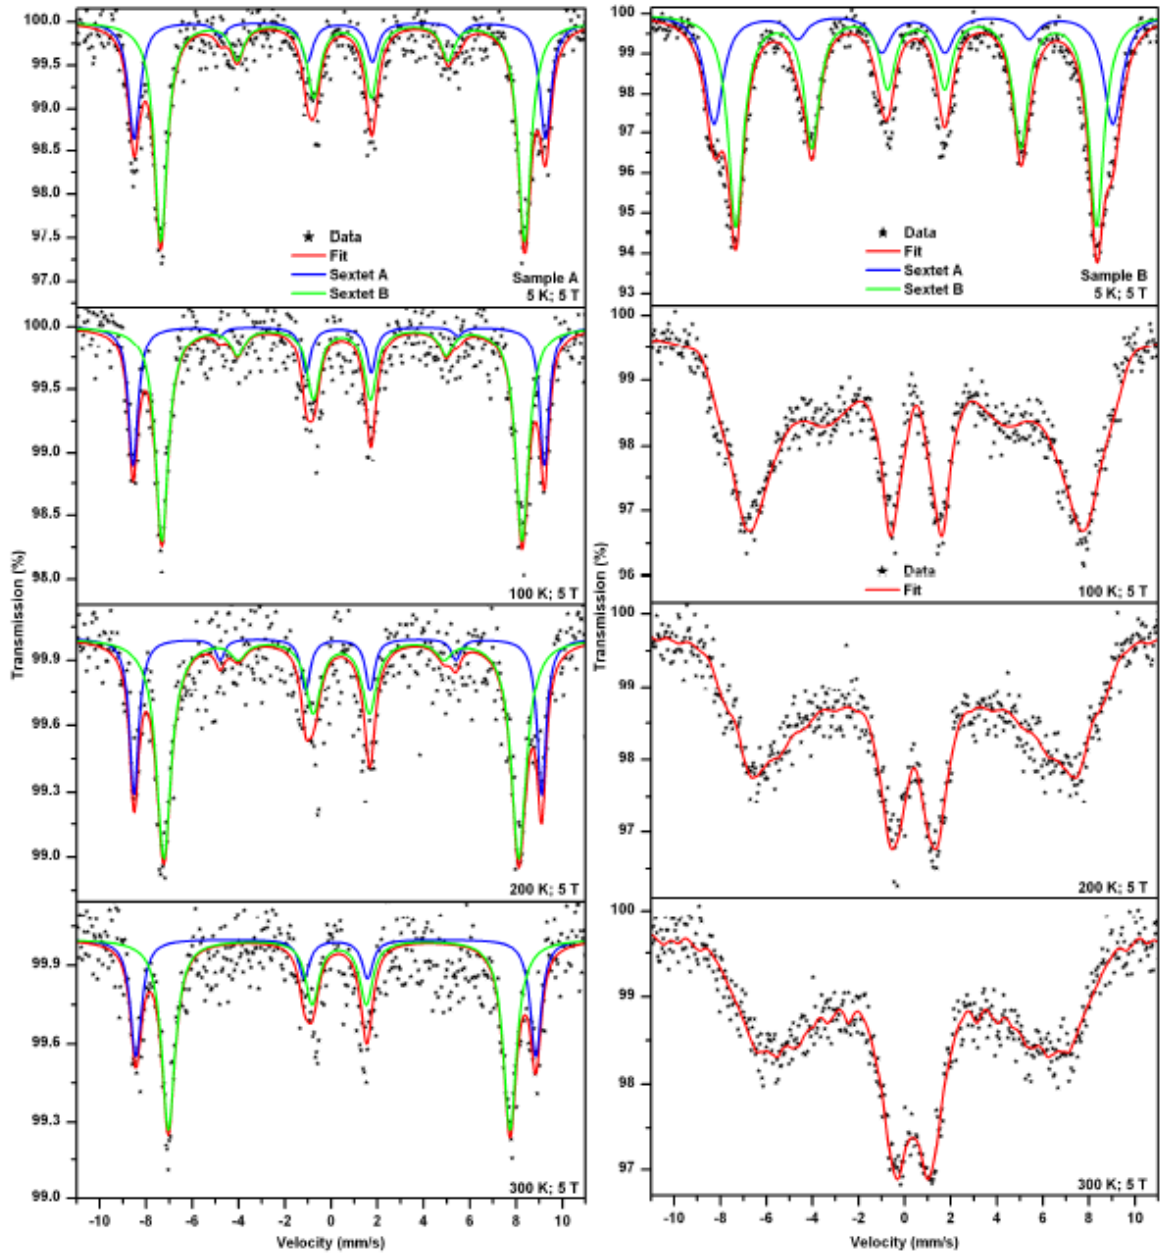 100.0
99.5
99.0
98.5
98.0
97.5
97.0
Data
Fit
Sextet A
Sextet B
Sample A
5 K; 5 T
100.0
99.5
99.0
98.5
98.0
100 K; 5 T
99.9
99.6
99.3
99.0
200 K; 5 T
99.9
99.6
99.3
99.0
300 K; 5 T
-10 -8 -6 -4 -2 0 2 4 6 8 10
Velocity (mm/s)
Transmission (%)
100
99
98
97
96
95
94
93
Data
Fit
Sextet A
Sextet B
Sample B
5 K; 5 T
100
99
98
97
96
Data
Fit
100 K; 5 T
100
99
98
97
200 K; 5 T
100
99
98
97
300 K; 5 T
-10 -8 -6 -4 -2 0 2 4 6 8 10
Velocity (mm/s)
Transmission (%)